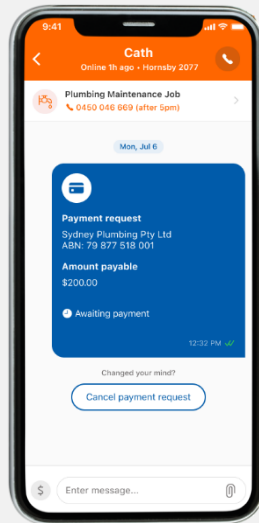 9:41
Cath
Online 1h ago • Hornsby 2077
Plumbing Maintenance Job
0450 046 669 (after 5pm)
Mon, Jul 6
Payment request
Sydney Plumbing Pty Ltd
ABN: 79 877 518 001
Amount payable
$200.00
Awaiting payment
12:32 PM
Changed your mind?
Cancel payment request
$ Enter message...